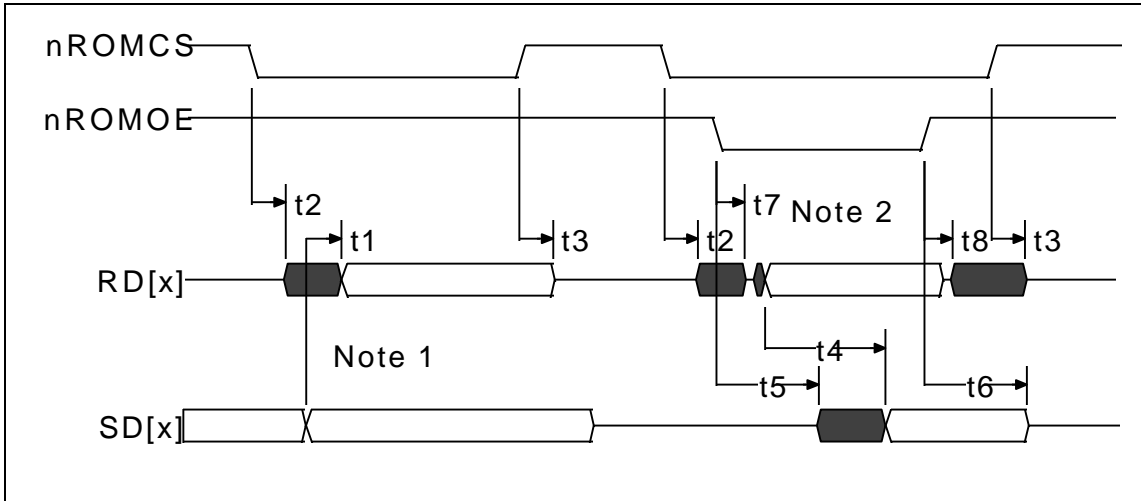 nROMCS
nROMOE
t2
t7
Note 2
t1
t3
t2
t8
t3
RD[x]
Note 1
t4
t5
t6
SD[x]